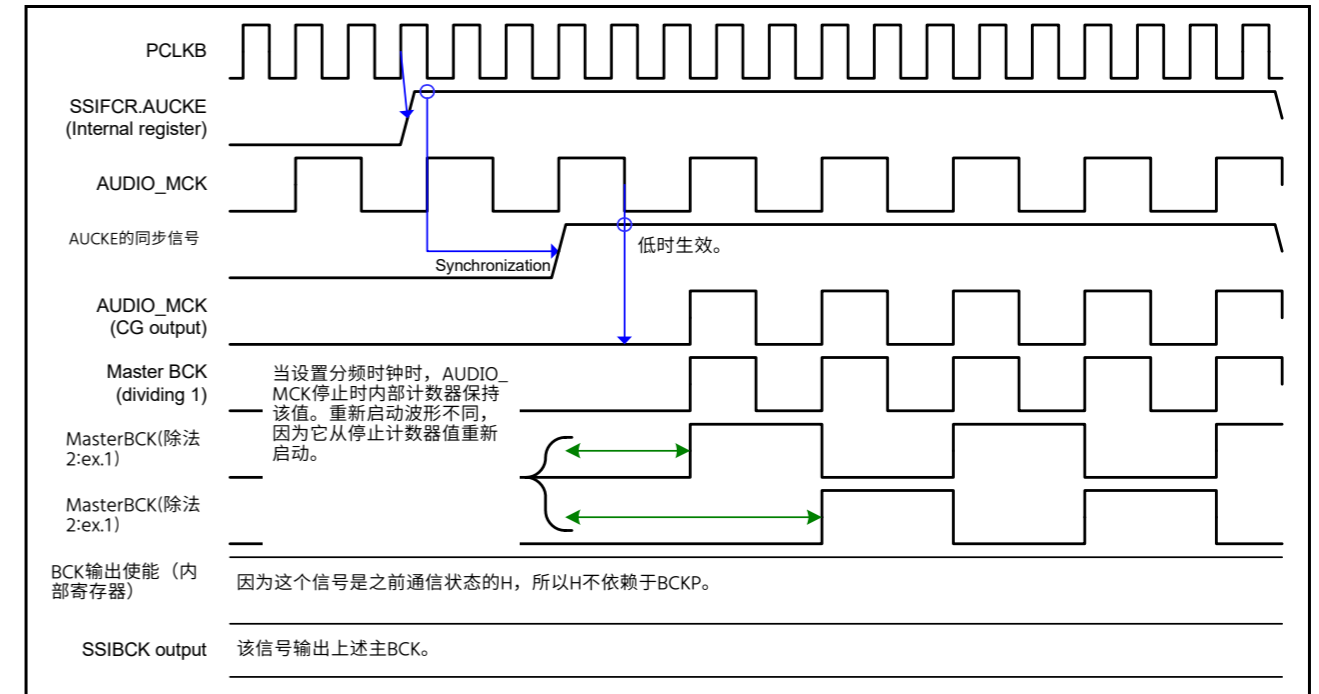 PCLKB
SSIFCR.AUCKE
(Internal register)
AUDIO_MCK
AUCKE的同步信号
低时生效。
Synchronization
AUDIO_MCK
(CG output)
Master BCK
(dividing 1)
当设置分频时钟时，AUDIO_
MCK停止时内部计数器保持
该值。重新启动波形不同，
因为它从停止计数器值重新
启动。
MasterBCK(除法
2:ex.1)
MasterBCK(除法
2:ex.1)
BCK输出使能（内
部寄存器）
因为这个信号是之前通信状态的H，所以H不依赖于BCKP。
SSIBCK output
该信号输出上述主BCK。